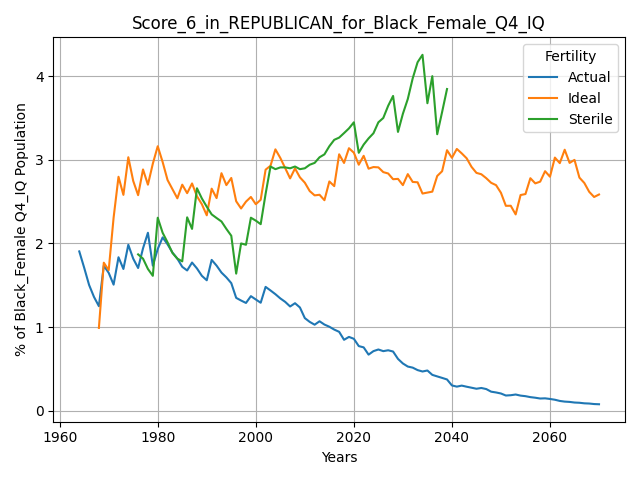 Score_6_in_REPUBLICAN_for_Black_Female_Q4_IQ
% of Black_Female Q4_IQ Population
4
3
2
1
0
1960
1980
2000
2020
2040
2060
Years
Fertility
Actual
Ideal
Sterile